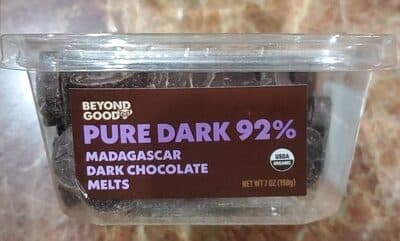 BEYOND
GOOD
PURE DARK 92%
MADAGASCAR
DARK CHOCOLATE
MELTS
USDA
ORGANIC
NET WT 7 OZ (198g)